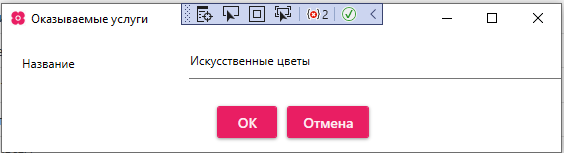 Оказываемые услуги
2
Название
Искусственные цветы
ОК
Отмена